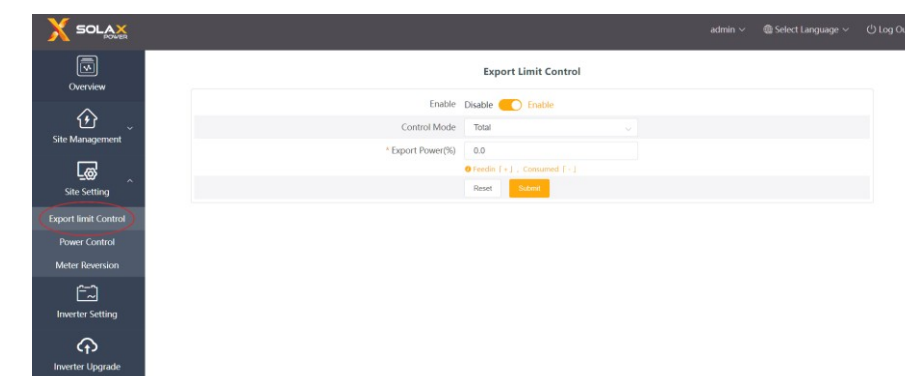 SOLAX
POWER
admin
Select Language
Log Ou
Overview
Site Management
Site Setting
Export limit Control
Power Control
Meter Reversion
Inverter Setting
Inverter Upgrade
Export Limit Control
Enable Disable Enable
Control Mode Total
* Export Power(%) 0.0
Feedin [ + ] , Consumed [ - ]
Reset Submit